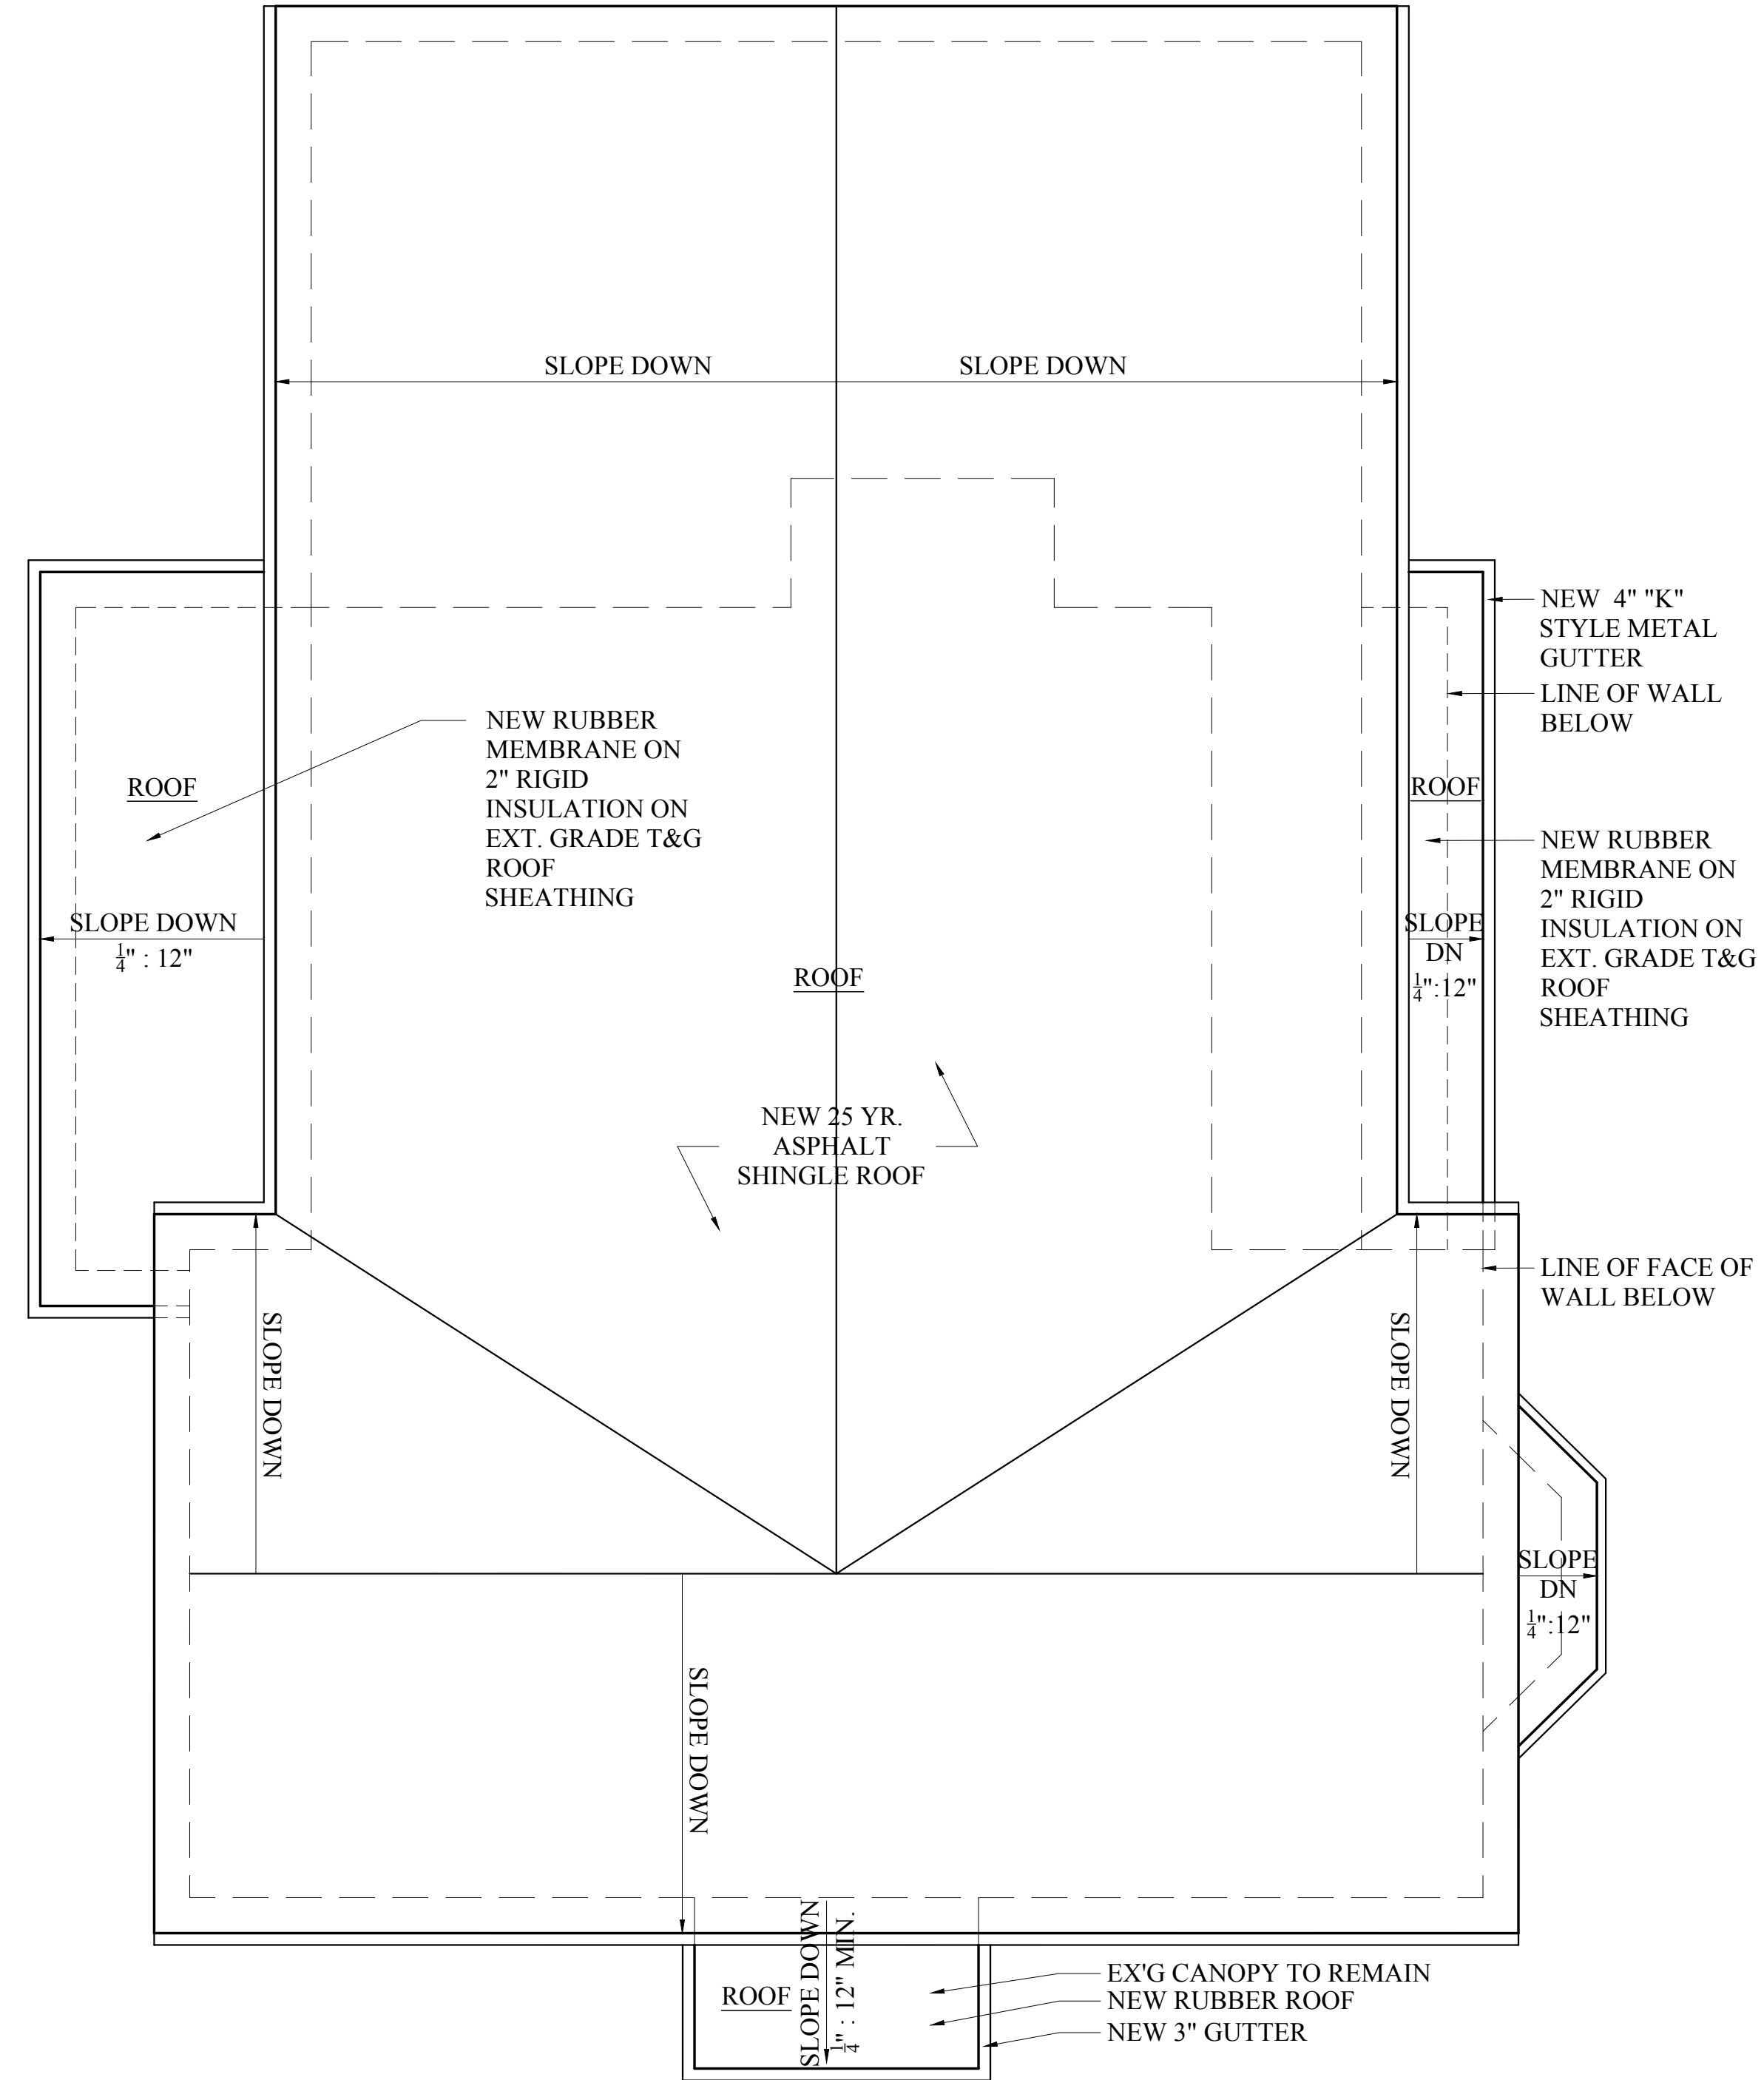 SLOPE DOWN
SLOPE DOWN
NEW 4" "K"
STYLE METAL
GUTTER
LINE OF WALL
BELOW
NEW RUBBER
MEMBRANE ON
2" RIGID
INSULATION ON
EXT. GRADE T&G
ROOF
SHEATHING
ROOF
SLOPE DOWN
1/4" : 12"
ROOF
NEW RUBBER
MEMBRANE ON
2" RIGID
INSULATION ON
EXT. GRADE T&G
ROOF
SHEATHING
SLOPE
DN
1/4":12"
ROOF
NEW 25 YR.
ASPHALT
SHINGLE ROOF
LINE OF FACE OF
WALL BELOW
SLOPE DOWN
SLOPE DOWN
SLOPE
DN
1/4":12"
SLOPE DOWN
SLOPE DOWN
1/4" : 12" MIN.
ROOF
EX'G CANOPY TO REMAIN
NEW RUBBER ROOF
NEW 3" GUTTER